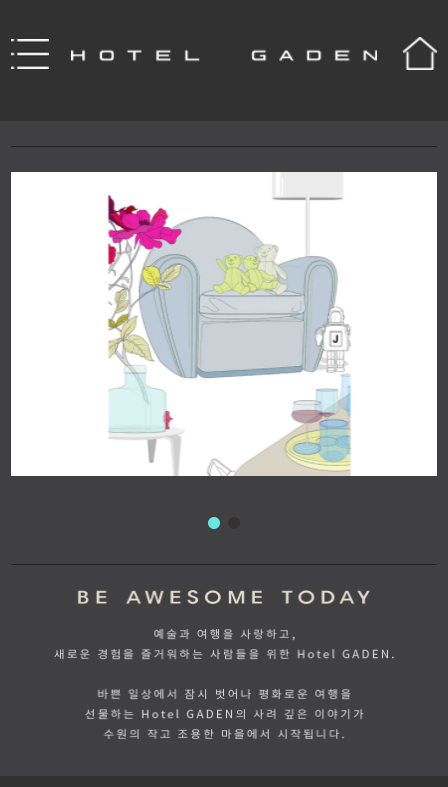 HOTEL GADEN
J
BE AWESOME TODAY
예술과 여행을 사랑하고,
새로운 경험을 즐거워하는 사람들을 위한 Hotel GADEN.
바쁜 일상에서 잠시 벗어나 평화로운 여행을
선물하는 Hotel GADEN의 사려 깊은 이야기가
수원의 작고 조용한 마을에서 시작됩니다.